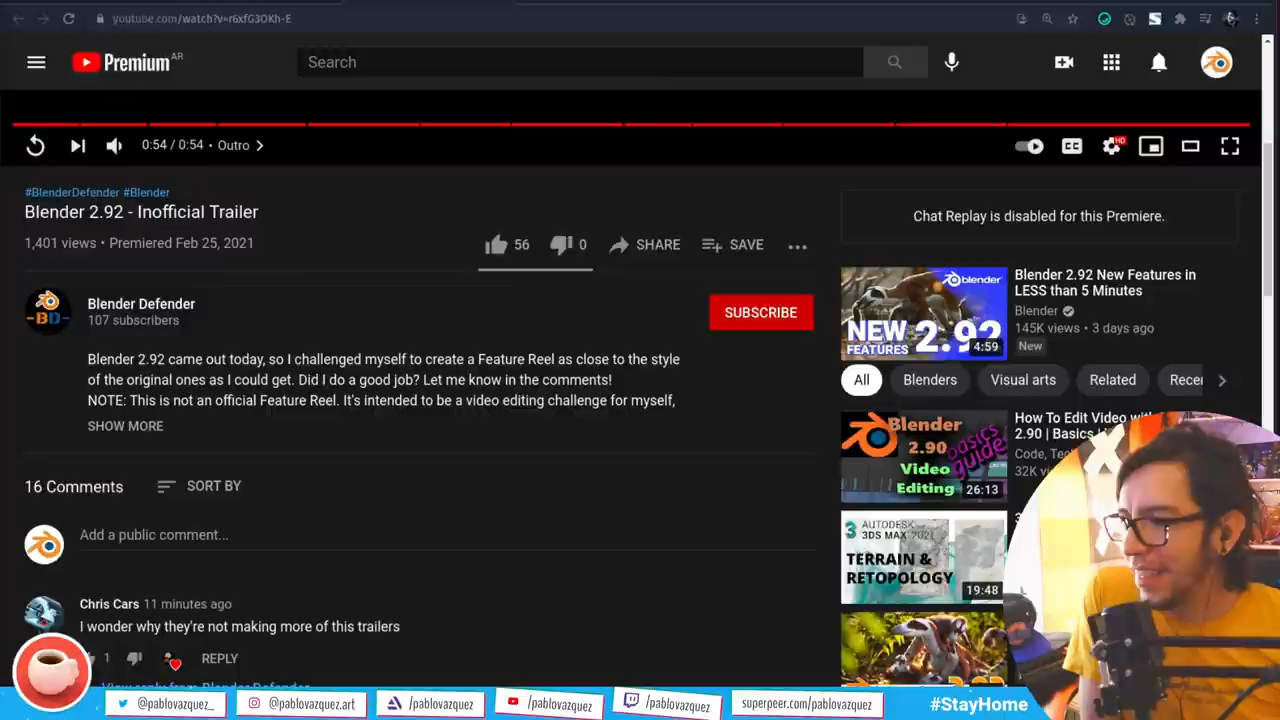 youtube.com/watch?v=r6xfG3OKh-E
Premium AR
Search
0:54 / 0:54 • Outro
CC
HD
#BlenderDefender #Blender
Blender 2.92 - Inofficial Trailer
1,401 views • Premiered Feb 25, 2021
56
0
SHARE
SAVE
Chat Replay is disabled for this Premiere.
-BD-
Blender Defender
107 subscribers
SUBSCRIBE
Blender 2.92 came out today, so I challenged myself to create a Feature Reel as close to the style
of the original ones as I could get. Did I do a good job? Let me know in the comments!
NOTE: This is not an official Feature Reel. It's intended to be a video editing challenge for myself,
SHOW MORE
blender
NEW
FEATURES
2.92
4:59
Blender 2.92 New Features in
LESS than 5 Minutes
Blender
145K views • 3 days ago
New
All
Blenders
Visual arts
Related
Blender
2.90
Video
Editing
basics
guide
26:13
How To Edit Video
2.90 | Basics
Code,
32K
3 AUTODESK
3DS MAX 2021
TERRAIN &
RETOPOLOGY
19:48
16 Comments
SORT BY
Add a public comment...
Chris Cars 11 minutes ago
I wonder why they're not making more of this trailers
1
REPLY
View reply from Blender Defender
@pablovazquez_
@pablovazquez.art
/pablovazquez
/pablovazquez
/pablovazquez
superpeer.com/pablovazquez
#StayHome